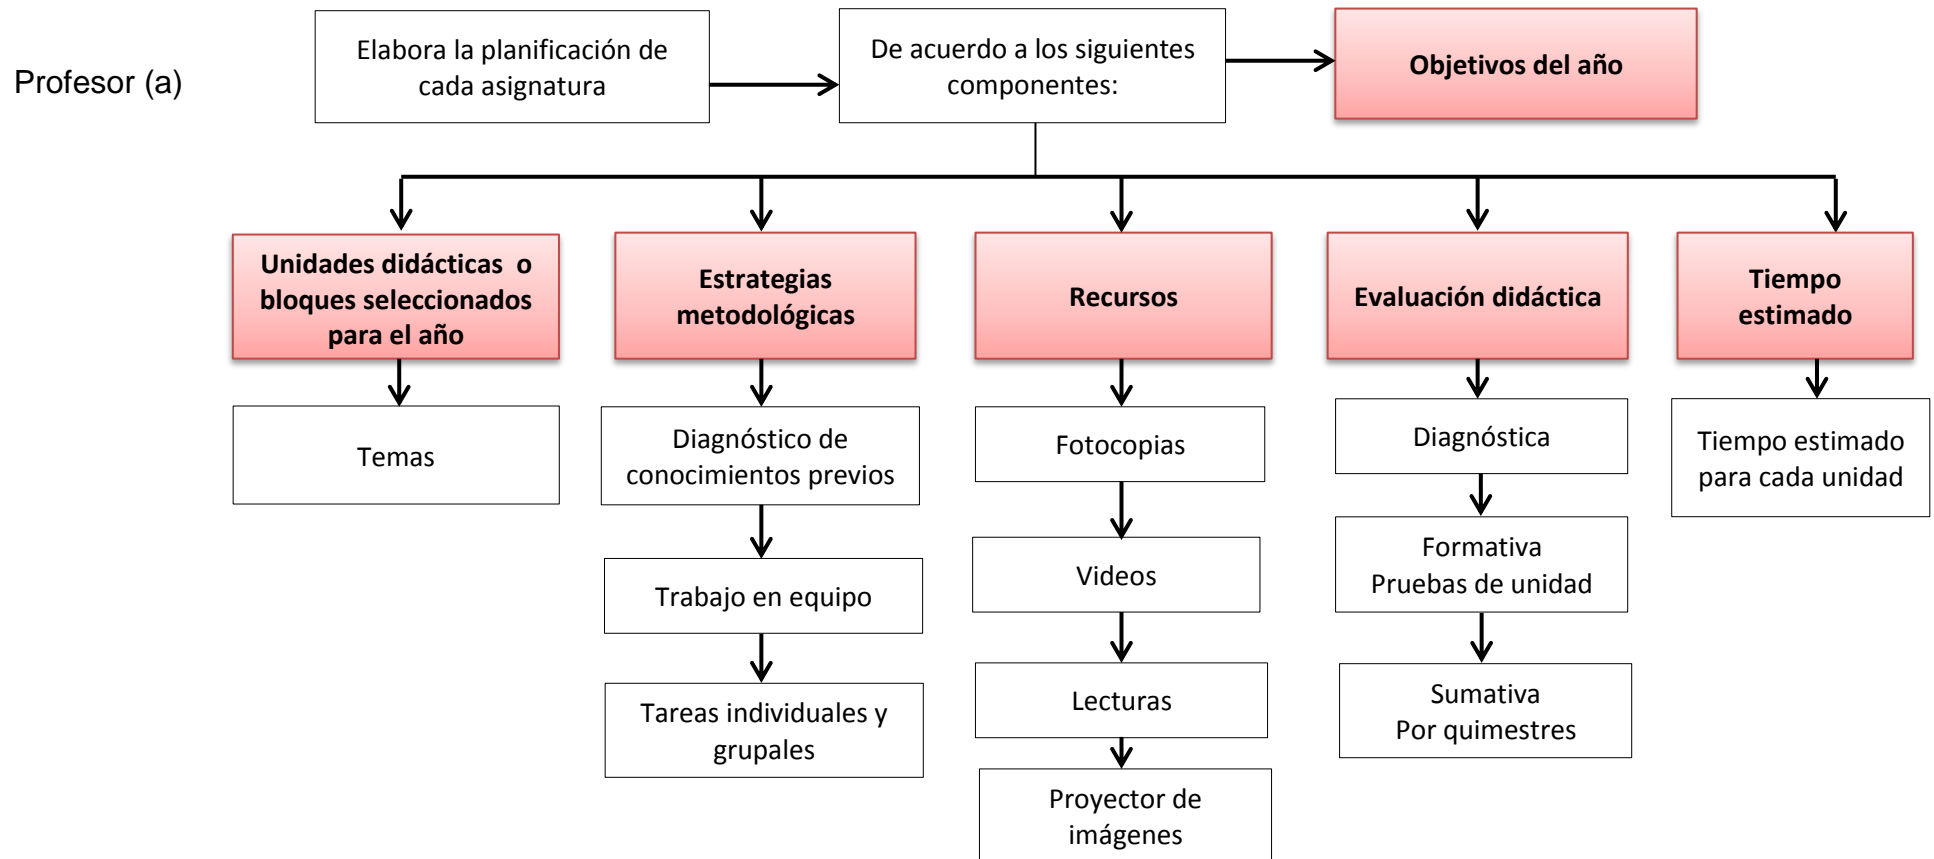 Profesor (a)
Elabora la planificación de
cada asignatura
De acuerdo a los siguientes
componentes:
Objetivos del año
Unidades didácticas o
bloques seleccionados
para el año
Estrategias
metodológicas
Recursos
Evaluación didáctica
Tiempo
estimado
Temas
Diagnóstico de
conocimientos previos
Trabajo en equipo
Tareas individuales y
grupales
Fotocopias
Videos
Lecturas
Proyector de
imágenes
Diagnóstica
Formativa
Pruebas de unidad
Sumativa
Por quimestres
Tiempo estimado
para cada unidad